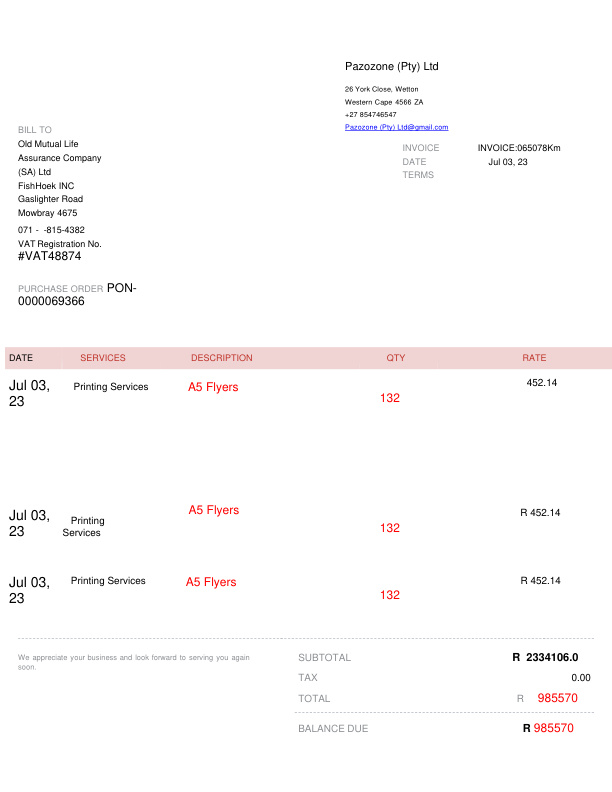 Pazozone (Pty) Ltd
26 York Close, Wetton
Western Cape 4566 ZA
+27 854746547
Pazozone (Pty) Ltd@gmail.com
BILL TO
Old Mutual Life
Assurance Company
(SA) Ltd
FishHoek INC
Gaslighter Road
Mowbray 4675
071 - -815-4382
VAT Registration No.
#VAT48874
INVOICE INVOICE:065078Km
DATE Jul 03, 23
TERMS
PURCHASE ORDER PON-
0000069366
DATE SERVICES DESCRIPTION QTY RATE
Jul 03, 23 Printing Services A5 Flyers 132 452.14
Jul 03, 23 Printing Services A5 Flyers 132 R 452.14
Jul 03, 23 Printing Services A5 Flyers 132 R 452.14
We appreciate your business and look forward to serving you again
soon.
SUBTOTAL R 2334106.0
TAX 0.00
TOTAL R 985570
BALANCE DUE R 985570